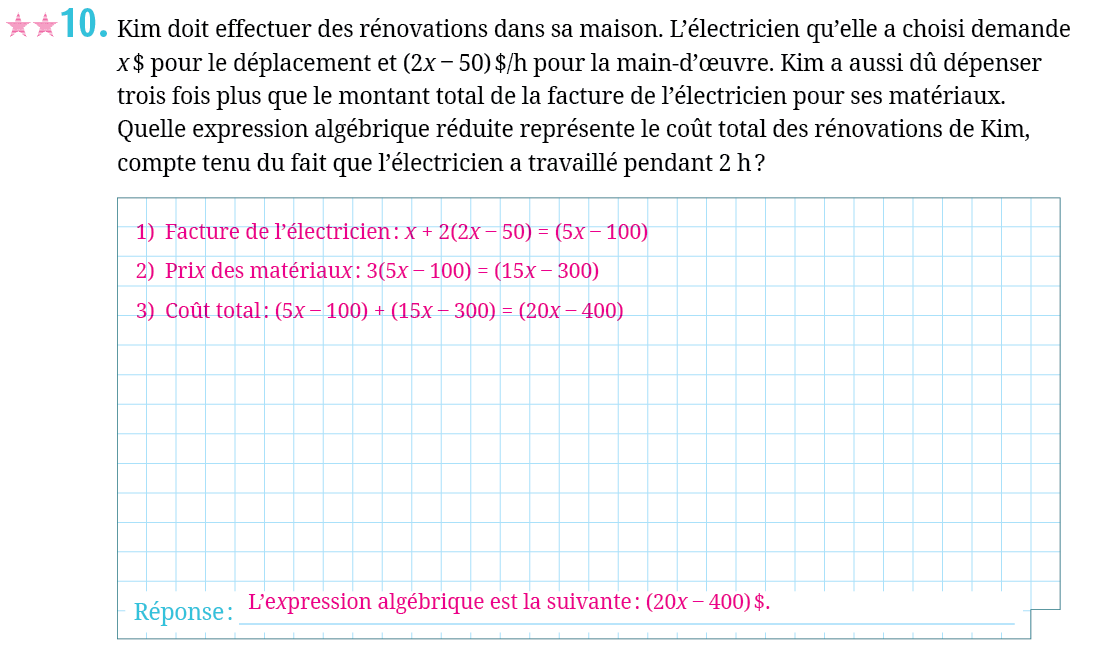 ★★10. Kim doit effectuer des rénovations dans sa maison. L’électricien qu’elle a choisi demande
x $ pour le déplacement et (2x − 50) $/h pour la main-d’œuvre. Kim a aussi dû dépenser
trois fois plus que le montant total de la facture de l’électricien pour ses matériaux.
Quelle expression algébrique réduite représente le coût total des rénovations de Kim,
compte tenu du fait que l’électricien a travaillé pendant 2 h ?
1) Facture de l’électricien : x + 2(2x − 50) = (5x − 100)
2) Prix des matériaux : 3(5x − 100) = (15x − 300)
3) Coût total : (5x − 100) + (15x − 300) = (20x − 400)
Réponse : L’expression algébrique est la suivante : (20x − 400) $.